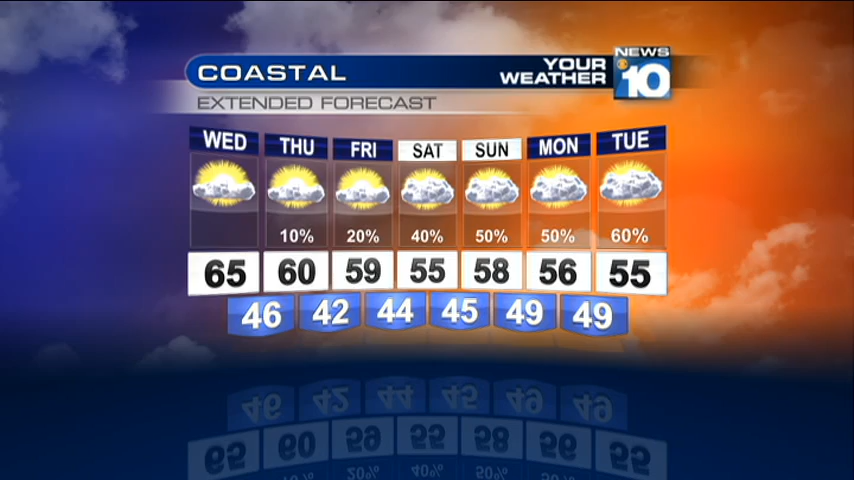 COASTAL
YOUR
WEATHER
NEWS
10
EXTENDED FORECAST
WED THU FRI SAT SUN MON TUE
10% 20% 40% 50% 50% 60%
65 60 59 55 58 56 55
46 42 44 45 49 49